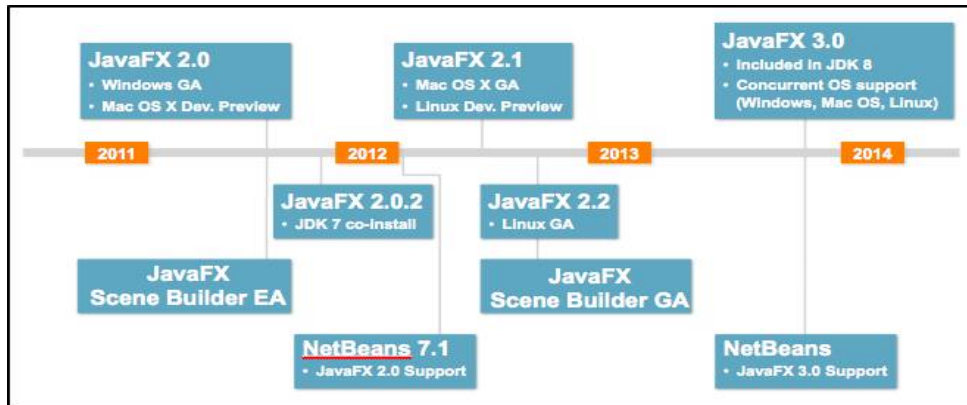 JavaFX 2.0
• Windows GA
• Mac OS X Dev. Preview
JavaFX 2.1
• Mac OS X GA
• Linux Dev. Preview
JavaFX 3.0
• Included in JDK 8
• Concurrent OS support
(Windows, Mac OS, Linux)
2011
2012
2013
2014
JavaFX 2.0.2
• JDK 7 co-install
JavaFX 2.2
• Linux GA
JavaFX
Scene Builder EA
JavaFX
Scene Builder GA
NetBeans 7.1
• JavaFX 2.0 Support
NetBeans
• JavaFX 3.0 Support